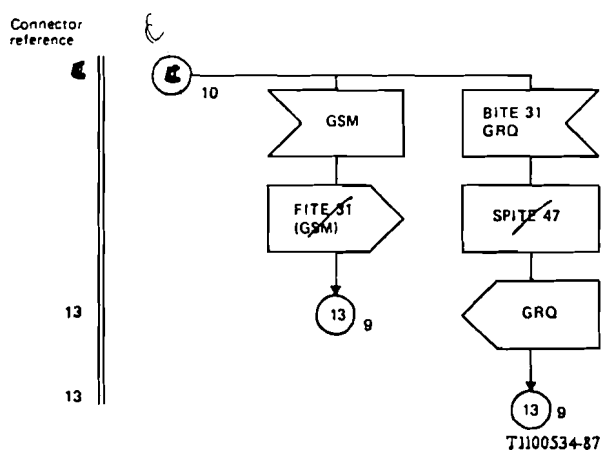 Connector
reference
10
GSM
BITE 31
GRQ
FITE 31
(GSM)
SPITE 47
13
13
9
GRQ
13
13
9
T1100534-87